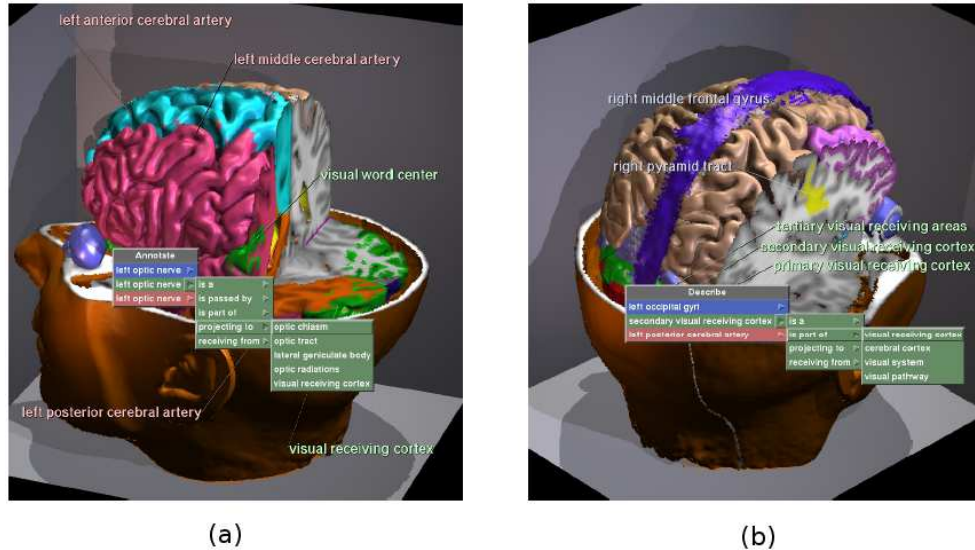 left anterior cerebral artery
left middle cerebral artery
visual word center
Annotate
left optic nerve
left optic nerve
left optic nerve
is a
is passed by
is part of
projecting to
receiving from
optic chiasm
optic tract
lateral geniculate body
optic radiations
visual receiving cortex
left posterior cerebral artery
visual receiving cortex
(a)
right middle frontal gyrus
right pyramid tract
tertiary visual receiving areas
secondary visual receiving cortex
primary visual receiving cortex
Describe
left occipital gyri
secondary visual receiving cortex
left posterior cerebral artery
is a
is part of
projecting to
receiving from
visual receiving cortex
cerebral cortex
visual system
visual pathway
(b)